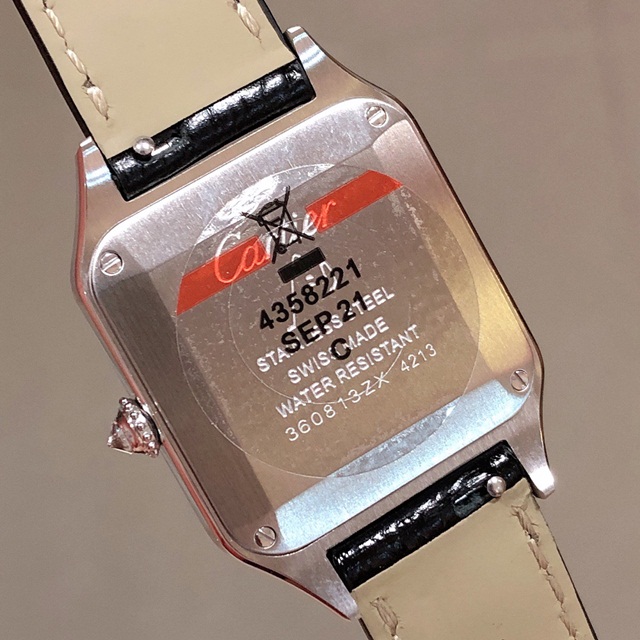 Cartier
4358221
SEP 21
C
STAINLESS STEEL
SWISS MADE
WATER RESISTANT
360813ZX 4213